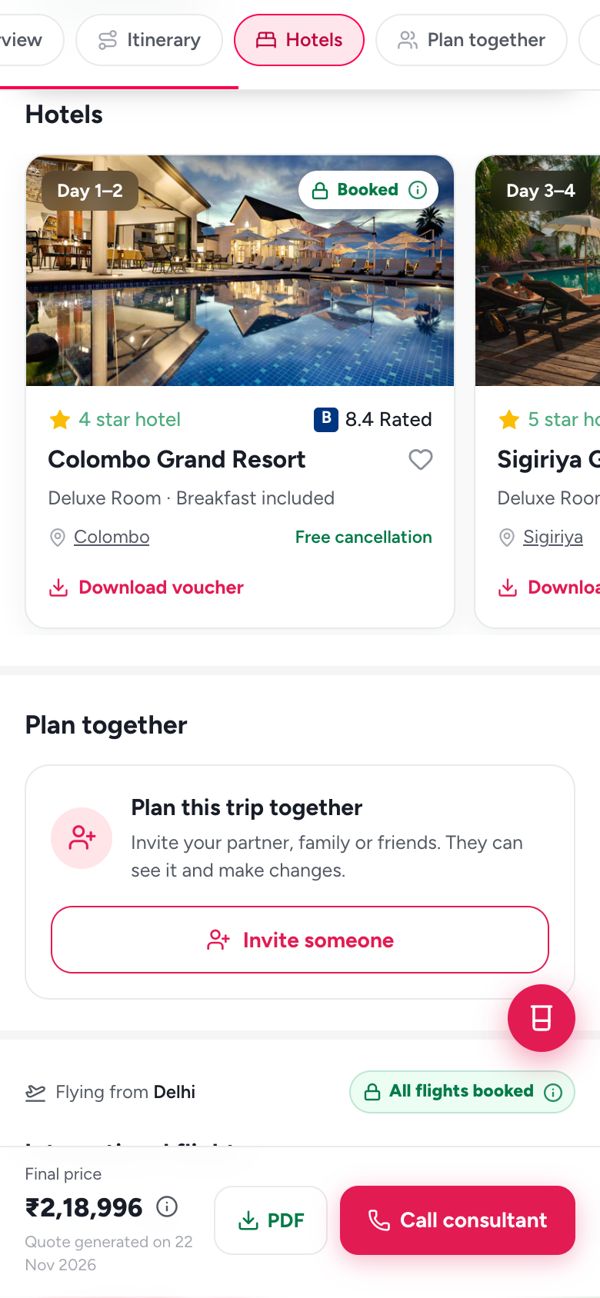 rview
Itinerary
Hotels
Plan together
Hotels
Day 1–2
Booked
Day 3–4
4 star hotel
B 8.4 Rated
5 star ho
Colombo Grand Resort
Sigiriya G
Deluxe Room · Breakfast included
Deluxe Roor
Colombo
Free cancellation
Sigiriya
Download voucher
Downloa
Plan together
Plan this trip together
Invite your partner, family or friends. They can
see it and make changes.
Invite someone
Flying from Delhi
All flights booked
Final price
₹2,18,996
Quote generated on 22
Nov 2026
PDF
Call consultant